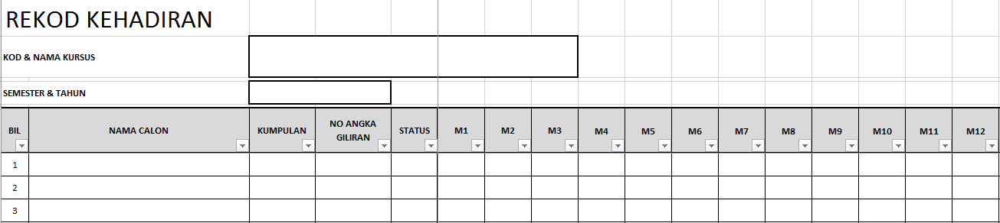 REKOD KEHADIRAN
KOD & NAMA KURSUS
SEMESTER & TAHUN
BIL NAMA CALON KUMPULAN NO ANGKA GILIRAN STATUS M1 M2 M3 M4 M5 M6 M7 M8 M9 M10 M11 M12
1
2
3